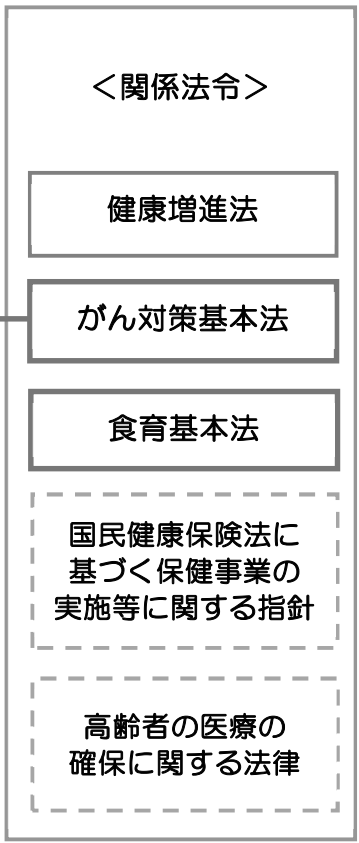 ＜関係法令＞
健康増進法
がん対策基本法
食育基本法
国民健康保険法に
基づく保健事業の
実施等に関する指針
高齢者の医療の
確保に関する法律